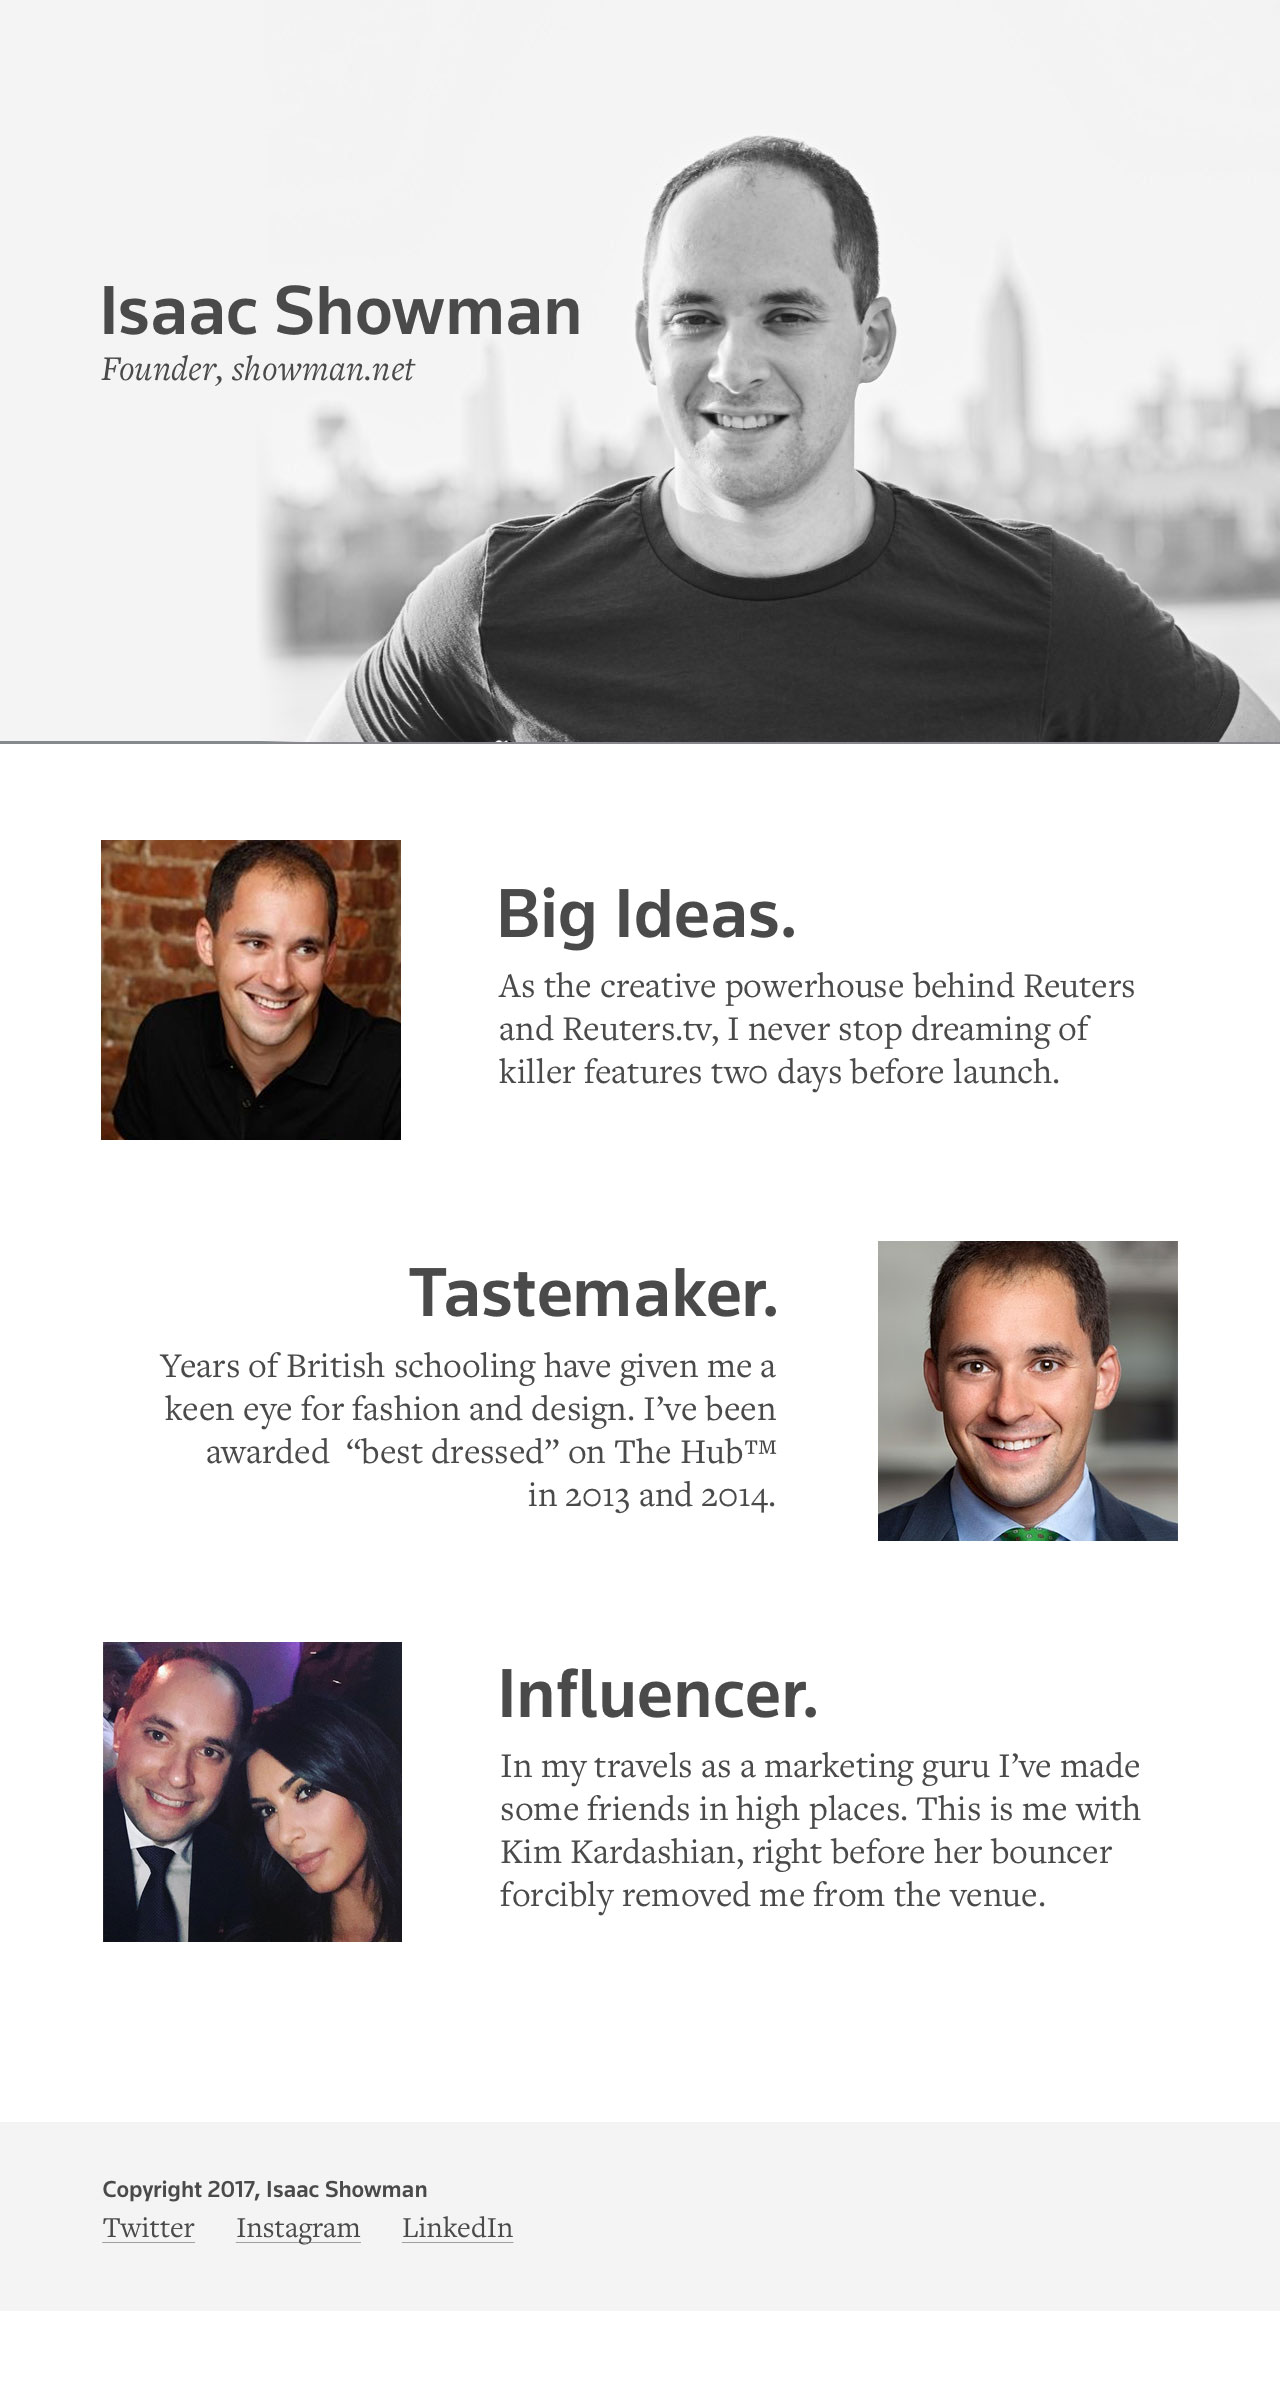 Isaac Showman
Founder, showman.net
Big Ideas.
As the creative powerhouse behind Reuters
and Reuters.tv, I never stop dreaming of
killer features two days before launch.
Tastemaker.
Years of British schooling have given me a
keen eye for fashion and design. I’ve been
awarded  “best dressed” on The Hub™
in 2013 and 2014.
Influencer.
In my travels as a marketing guru I’ve made
some friends in high places. This is me with
Kim Kardashian, right before her bouncer
forcibly removed me from the venue.
Copyright 2017, Isaac Showman
Twitter Instagram LinkedIn